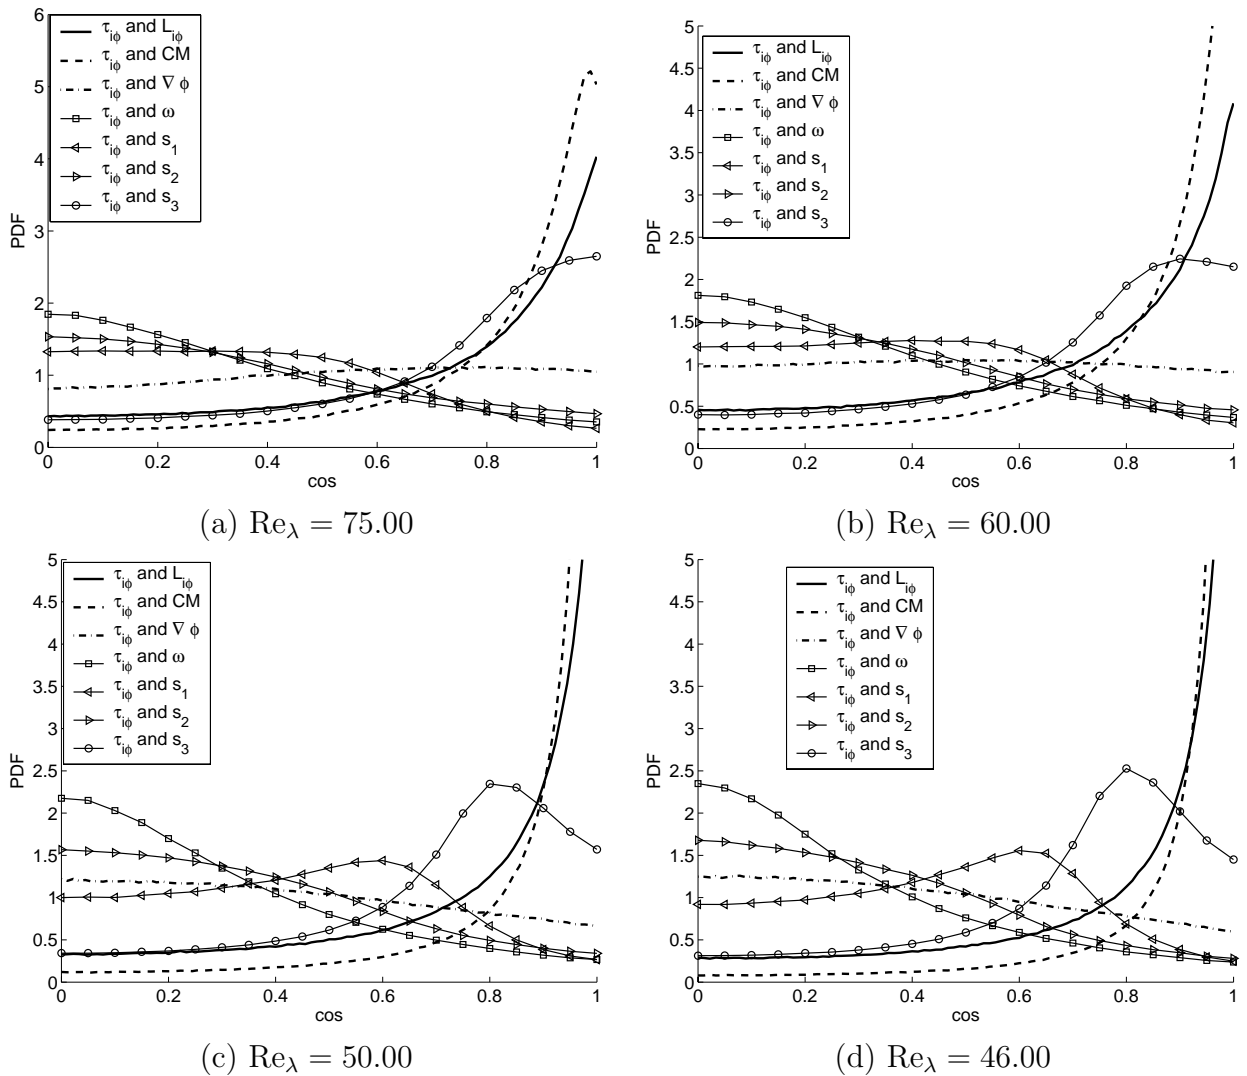 6
5
4
3
2
1
0
PDF
τiϕ and Liϕ
τiϕ and CM
τiϕ and ∇ ϕ
τiϕ and ω
τiϕ and s1
τiϕ and s2
τiϕ and s3
0 0.2 0.4 0.6 0.8 1
cos
(a) Reλ = 75.00
5
4.5
4
3.5
3
2.5
2
1.5
1
0.5
0
PDF
τiϕ and Liϕ
τiϕ and CM
τiϕ and ∇ ϕ
τiϕ and ω
τiϕ and s1
τiϕ and s2
τiϕ and s3
0 0.2 0.4 0.6 0.8 1
cos
(b) Reλ = 60.00
5
4.5
4
3.5
3
2.5
2
1.5
1
0.5
0
PDF
τiϕ and Liϕ
τiϕ and CM
τiϕ and ∇ ϕ
τiϕ and ω
τiϕ and s1
τiϕ and s2
τiϕ and s3
0 0.2 0.4 0.6 0.8 1
cos
(c) Reλ = 50.00
5
4.5
4
3.5
3
2.5
2
1.5
1
0.5
0
PDF
τiϕ and Liϕ
τiϕ and CM
τiϕ and ∇ ϕ
τiϕ and ω
τiϕ and s1
τiϕ and s2
τiϕ and s3
0 0.2 0.4 0.6 0.8 1
cos
(d) Reλ = 46.00